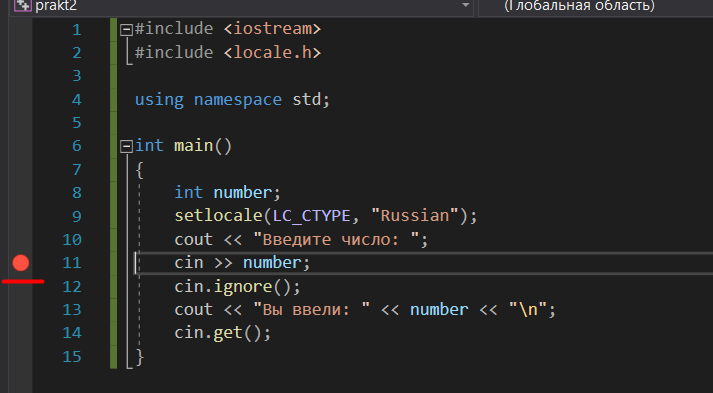 prakt2 (Глобальная область)
1 #include <iostream>
2 #include <locale.h>
3
4 using namespace std;
5
6 int main()
7 {
8 int number;
9 setlocale(LC_CTYPE, "Russian");
10 cout << "Введите число: ";
11 cin >> number;
12 cin.ignore();
13 cout << "Вы ввели: " << number << "\n";
14 cin.get();
15 }